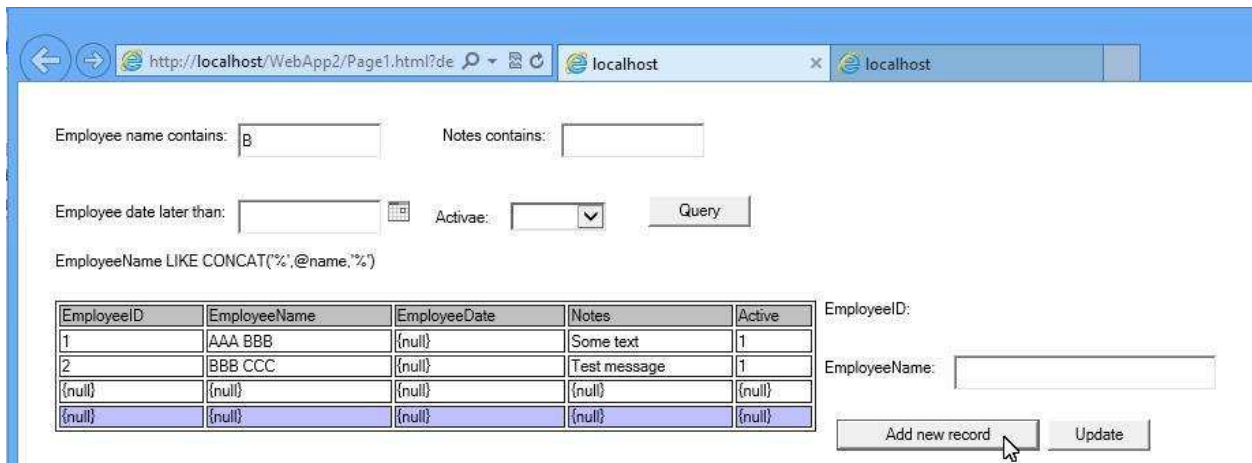 http://localhost/WebApp2/Page1.html?de localhost localhost
Employee name contains: B Notes contains:
Employee date later than: Activae: Query
EmployeeName LIKE CONCAT('%',@name,'%')
EmployeeID EmployeeName EmployeeDate Notes Active
1 AAA BBB {null} Some text 1
2 BBB CCC {null} Test message 1
{null} {null} {null} {null} {null}
{null} {null} {null} {null} {null}
EmployeeID:
EmployeeName:
Add new record Update